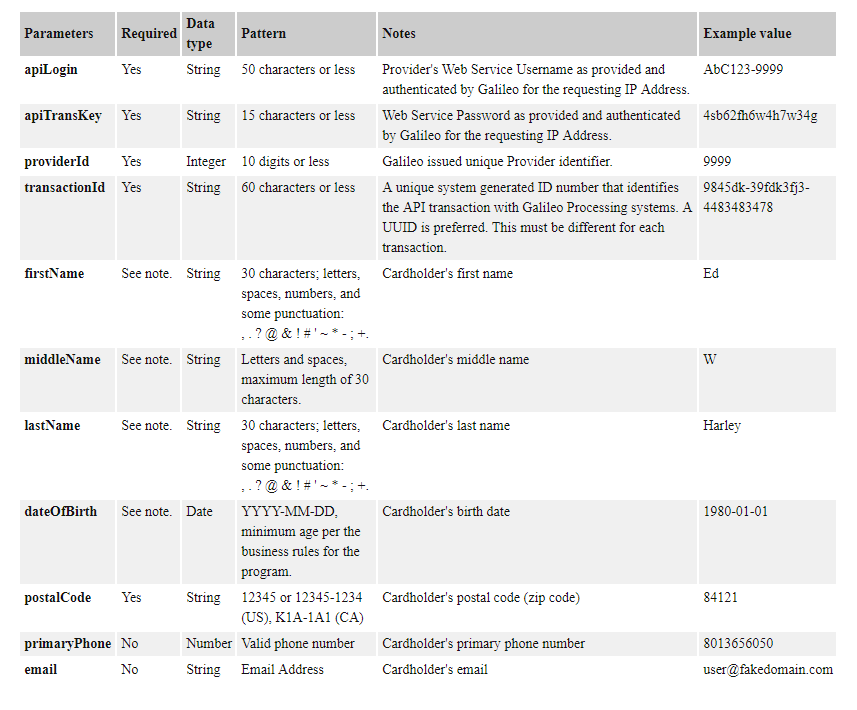 Parameters Required Data type Pattern Notes Example value
apiLogin Yes String 50 characters or less Provider's Web Service Username as provided and AbC123-9999
authenticated by Galileo for the requesting IP Address.
apiTransKey Yes String 15 characters or less Web Service Password as provided and authenticated 4sb62fh6w4h7w34g
by Galileo for the requesting IP Address.
providerId Yes Integer 10 digits or less Galileo issued unique Provider identifier. 9999
transactionId Yes String 60 characters or less A unique system generated ID number that identifies 9845dk-39fdk3fj3-
the API transaction with Galileo Processing systems. A 4483483478
UUID is preferred. This must be different for each
transaction.
firstName See note. String 30 characters; letters, Cardholder's first name Ed
spaces, numbers, and
some punctuation:
, . ? @ & ! # ' ~ * - ; +.
middleName See note. String Letters and spaces, Cardholder's middle name W
maximum length of 30
characters.
lastName See note. String 30 characters; letters, Cardholder's last name Harley
spaces, numbers, and
some punctuation:
, . ? @ & ! # ' ~ * - ; +.
dateOfBirth See note. Date YYYY-MM-DD, Cardholder's birth date 1980-01-01
minimum age per the
business rules for the
program.
postalCode Yes String 12345 or 12345-1234 Cardholder's postal code (zip code) 84121
(US), K1A-1A1 (CA)
primaryPhone No Number Valid phone number Cardholder's primary phone number 8013656050
email No String Email Address Cardholder's email user@fakedomain.com